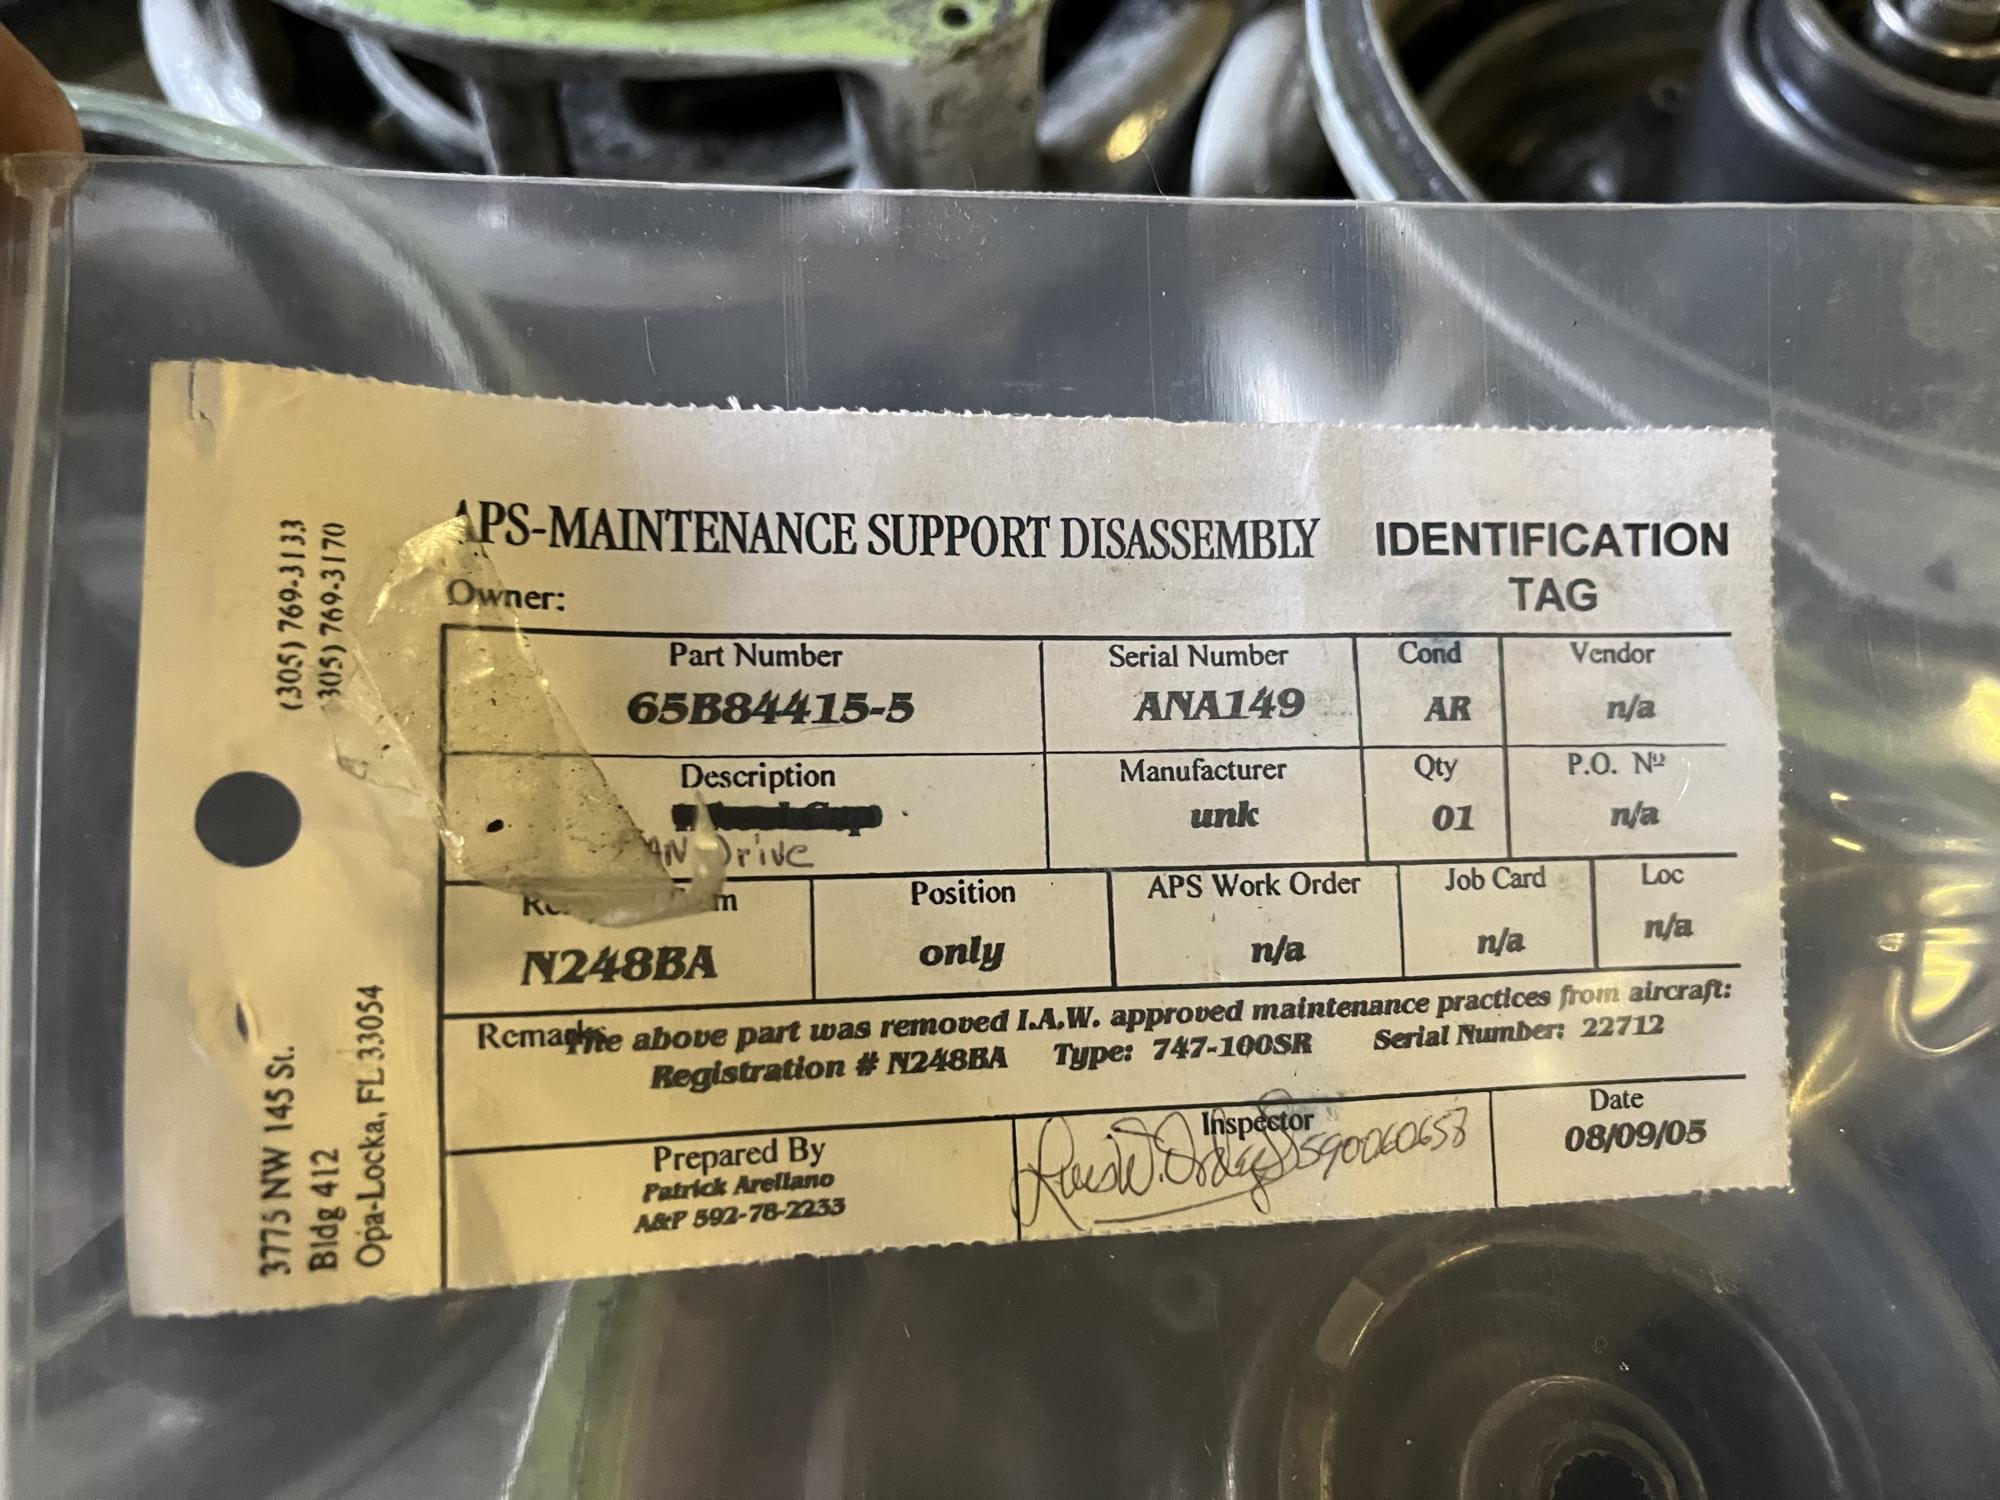 APS-MAINTENANCE SUPPORT DISASSEMBLY IDENTIFICATION
TAG
Owner:
Part Number Serial Number Cond Vendor
65B84415-5 ANA149 AR n/a
Description Manufacturer Qty P.O. Nº
unk 01 n/a
Drive
Position APS Work Order Job Card Loc
N248BA only n/a n/a n/a
Remarks The above part was removed I.A.W. approved maintenance practices from aircraft:
Registration # N248BA Type: 747-100SR Serial Number: 22712
Prepared By Inspector Date
Patrick Arellano 08/09/05
A&P 592-78-2233
590060658
(305) 769-3133
305) 769-3170
3775 NW 145 St.
Bldg 412
Opa-Locka, FL 33054